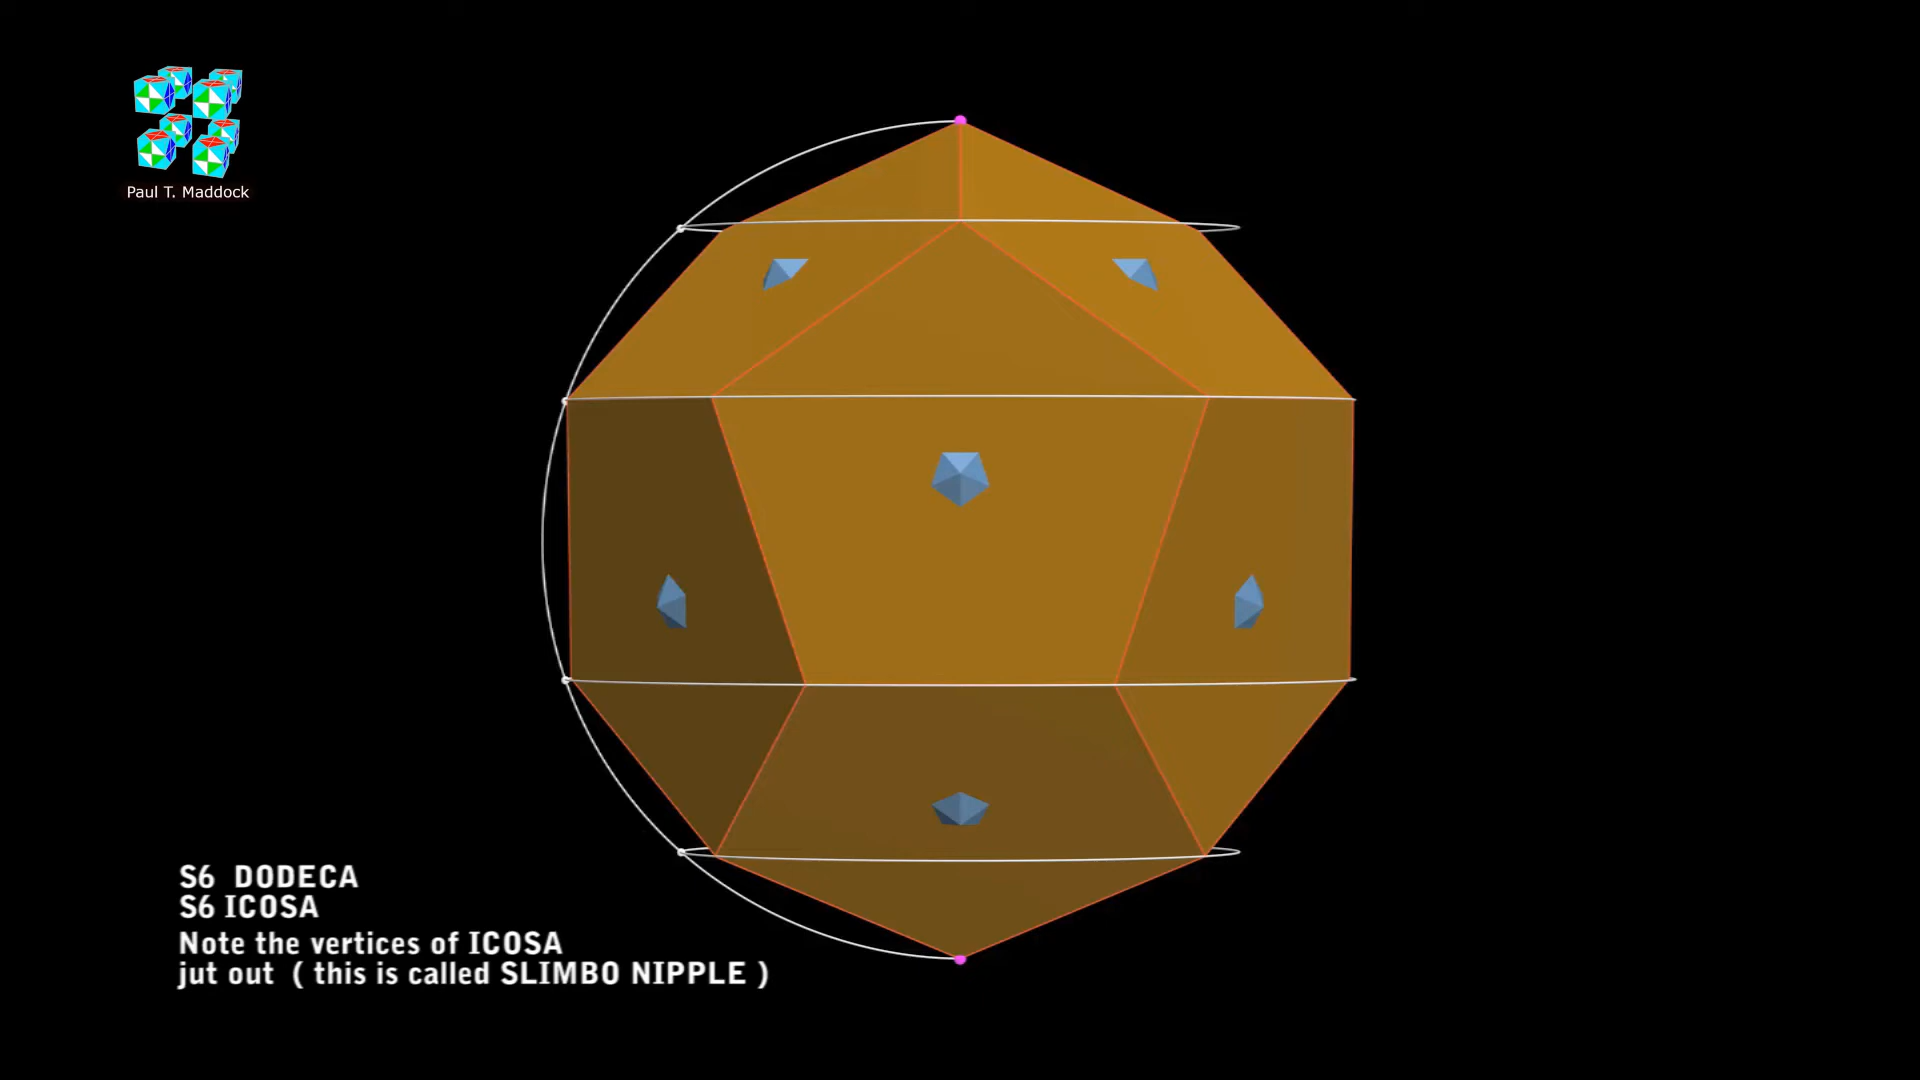 Paul T. Maddock
S6 DODECA
S6 ICOSA
Note the vertices of ICOSA
jut out ( this is called SLIMBO NIPPLE )